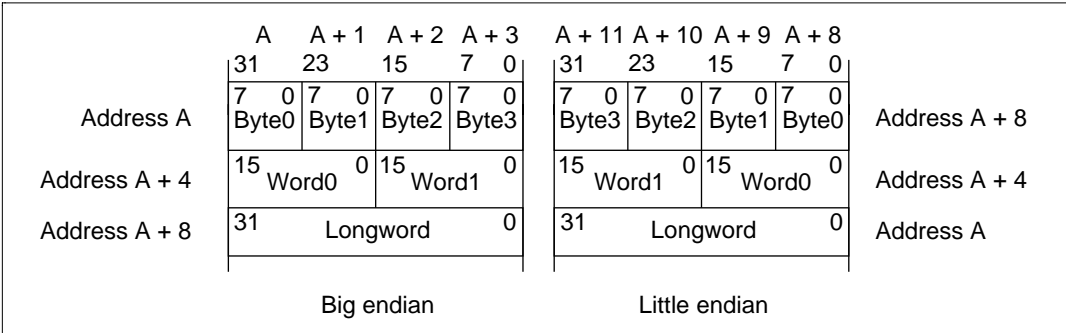 A A + 1 A + 2 A + 3 A + 11 A + 10 A + 9 A + 8
31 23 15 7 0 31 23 15 7 0
7 0 7 0 7 0 7 0 7 0 7 0 7 0 7 0
Address A Byte0 Byte1 Byte2 Byte3 Byte3 Byte2 Byte1 Byte0 Address A + 8
15 0 15 0 15 0 15 0
Address A + 4 Word0 Word1 Word1 Word0 Address A + 4
Address A + 8 31 Longword 0 31 Longword 0 Address A
Big endian Little endian